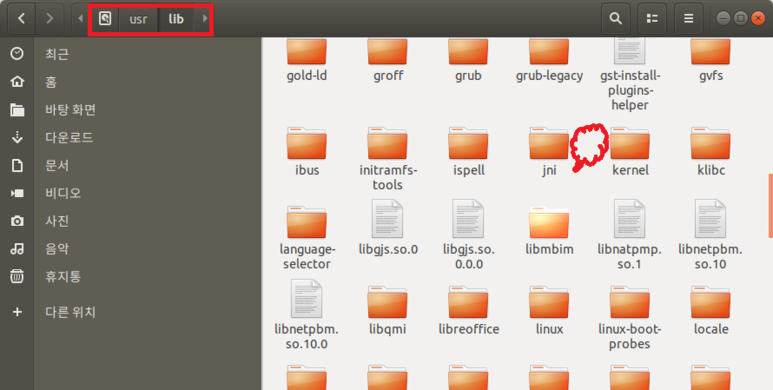 usr lib
최근
홈
바탕 화면
다운로드
문서
비디오
사진
음악
휴지통
다른 위치
gold-ld groff grub grub-legacy gst-install-
plugins-
helper gvfs
ibus initramfs-
tools ispell jni kernel klibc
language-
selector libgjs.so.0 libgjs.so.
0.0.0 libmbim libnatpmp.
so.1 libnetpbm.
so.10
libnetpbm.
so.10.0 libqmi libreoffice linux linux-boot-
probes locale